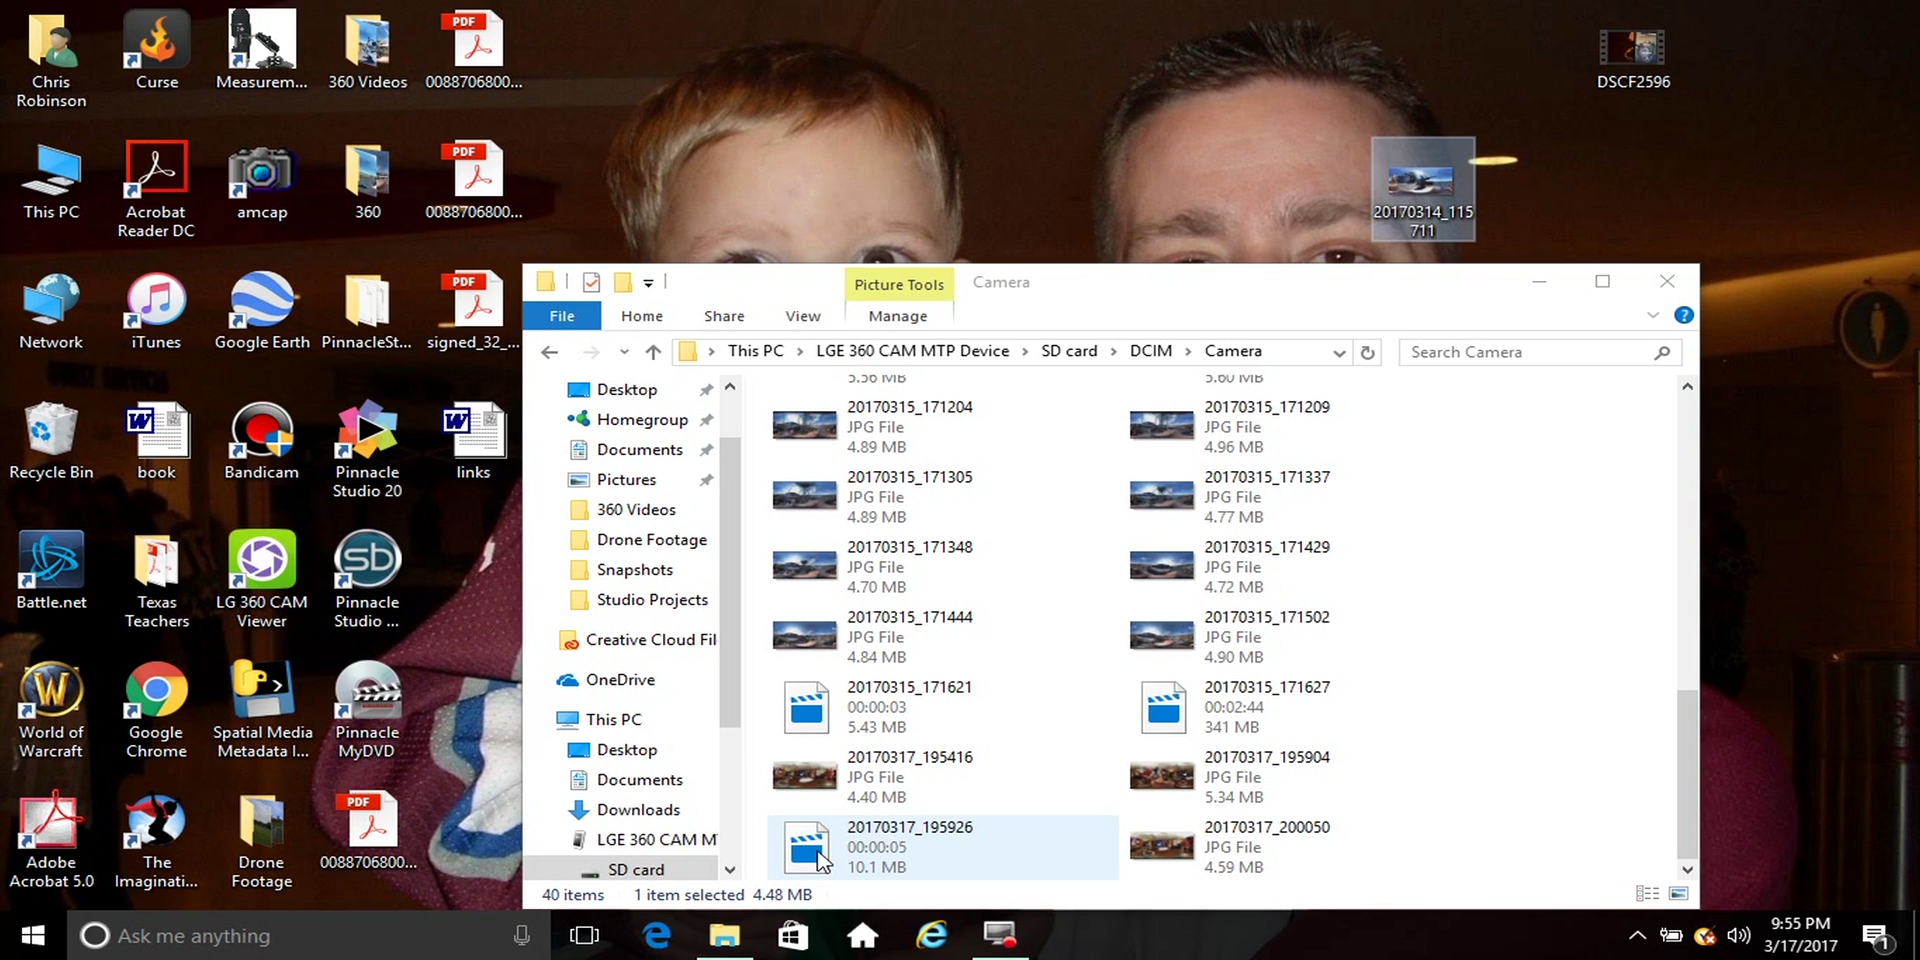 Chris
Robinson
Curse
Measurem...
360 Videos
PDF
0088706800...
DSCF2596
This PC
Acrobat
Reader DC
amcap
360
PDF
0088706800...
20170314_115
711
Network
iTunes
Google Earth
PinnacleSt...
PDF
signed_32_...
Recycle Bin
W
book
Bandicam
Pinnacle
Studio 20
W
links
Battle.net
Texas
Teachers
LG 360 CAM
Viewer
sb
Pinnacle
Studio ...
W
World of
Warcraft
Google
Chrome
Spatial Media
Metadata I...
Pinnacle
MyDVD
Adobe
Acrobat 5.0
The
Imaginati...
Drone
Footage
PDF
0088706800...
Picture Tools
Camera
File
Home
Share
View
Manage
This PC
LGE 360 CAM MTP Device
SD card
DCIM
Camera
Search Camera
Desktop
Homegroup
Documents
Pictures
360 Videos
Drone Footage
Snapshots
Studio Projects
Creative Cloud Fil
OneDrive
This PC
Desktop
Documents
Downloads
LGE 360 CAM M
SD card
5.56 MB
5.60 MB
20170315_171204
JPG File
4.89 MB
20170315_171209
JPG File
4.96 MB
20170315_171305
JPG File
4.89 MB
20170315_171337
JPG File
4.77 MB
20170315_171348
JPG File
4.70 MB
20170315_171429
JPG File
4.72 MB
20170315_171444
JPG File
4.84 MB
20170315_171502
JPG File
4.90 MB
20170315_171621
00:00:03
5.43 MB
20170315_171627
00:02:44
341 MB
20170317_195416
JPG File
4.40 MB
20170317_195904
JPG File
5.34 MB
20170317_195926
00:00:05
10.1 MB
20170317_200050
JPG File
4.59 MB
40 items
1 item selected 4.48 MB
Ask me anything
9:55 PM
3/17/2017
1